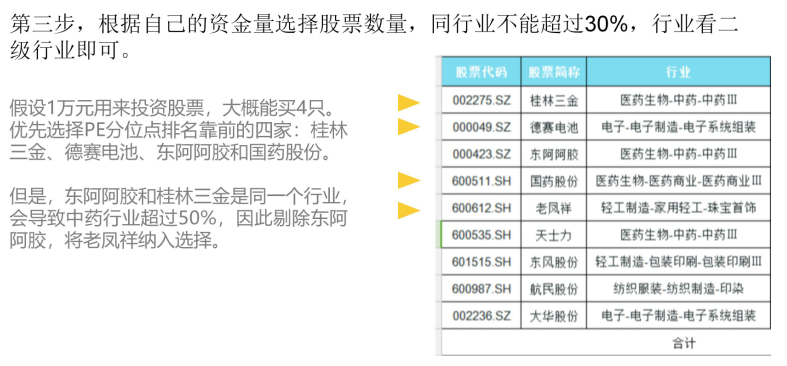 第三步，根据自己的资金量选择股票数量，同行业不能超过30%，行业看二
级行业即可。
假设1万元用来投资股票，大概能买4只。
优先选择PE分位点排名靠前的四家：桂林
三金、德赛电池、东阿阿胶和国药股份。
但是，东阿阿胶和桂林三金是同一个行业，
会导致中药行业超过50%，因此剔除东阿
阿胶，将老凤祥纳入选择。
股票代码 股票简称 行业
002275.SZ 桂林三金 医药生物-中药-中药Ⅲ
000049.SZ 德赛电池 电子-电子制造-电子系统组装
000423.SZ 东阿阿胶 医药生物-中药-中药Ⅲ
600511.SH 国药股份 医药生物-医药商业-医药商业Ⅲ
600612.SH 老凤祥 轻工制造-家用轻工-珠宝首饰
600535.SH 天士力 医药生物-中药-中药Ⅲ
601515.SH 东风股份 轻工制造-包装印刷-包装印刷Ⅲ
600987.SH 航民股份 纺织服装-纺织制造-印染
002236.SZ 大华股份 电子-电子制造-电子系统组装
合计